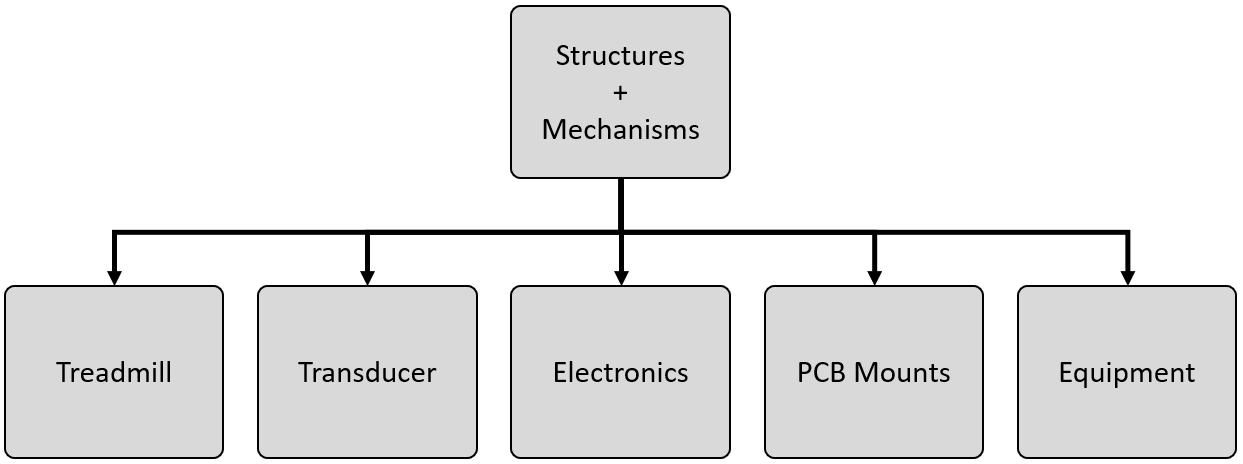 Structures
+
Mechanisms
Treadmill
Transducer
Electronics
PCB Mounts
Equipment